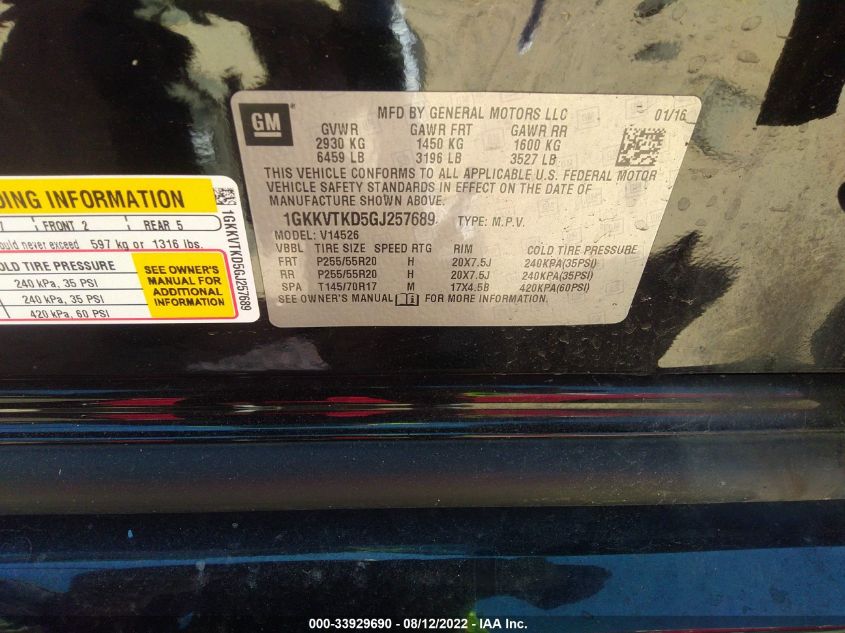 GM
MFD BY GENERAL MOTORS LLC 01/16
GVWR GAWR FRT GAWR RR
2930 KG 1450 KG 1600 KG
6459 LB 3196 LB 3527 LB
THIS VEHICLE CONFORMS TO ALL APPLICABLE U.S. FEDERAL MOTOR
VEHICLE SAFETY STANDARDS IN EFFECT ON THE DATE OF
MANUFACTURE SHOWN ABOVE.
1GKKVTKD5GJ257689 TYPE: M.P.V.
MODEL: V14526
VBBL TIRE SIZE SPEED RTG RIM COLD TIRE PRESSURE
FRT P255/55R20 H 20X7.5J 240KPA(35PSI)
RR P255/55R20 H 20X7.5J 240KPA(35PSI)
SPA T145/70R17 M 17X4.5B 420KPA(60PSI)
SEE OWNER'S MANUAL FOR MORE INFORMATION.
DING INFORMATION
FRONT 2 REAR 5
ould never exceed 597 kg or 1316 lbs.
OLD TIRE PRESSURE
240 kPa, 35 PSI
240 kPa, 35 PSI
420 kPa, 60 PSI
SEE OWNER'S
MANUAL FOR
ADDITIONAL
INFORMATION
1GKKVTKD5GJ257689
000-33929690 - 08/12/2022 - IAA Inc.